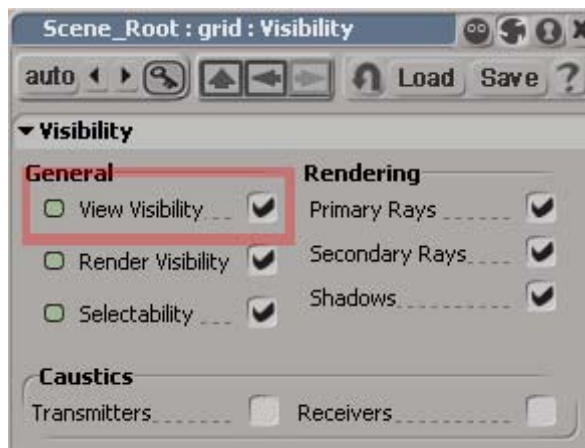 Scene_Root : grid : Visibility
auto Load Save ?
Visibility
General Rendering
View Visibility Primary Rays
Render Visibility Secondary Rays
Selectability Shadows
Caustics
Transmitters Receivers